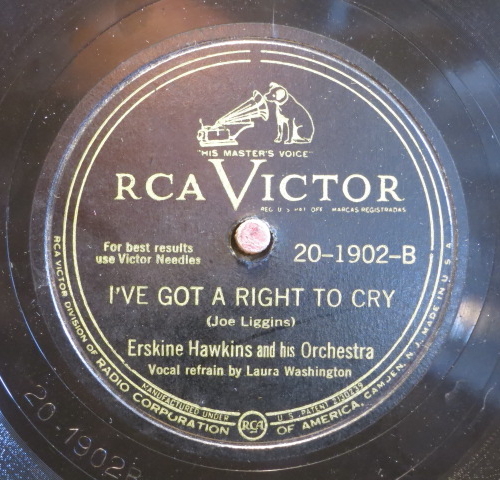 "HIS MASTER'S VOICE"
RCA VICTOR
REG. U.S. PAT. OFF. MARCAS REGISTRADAS
For best results
use Victor Needles
20-1902-B
I'VE GOT A RIGHT TO CRY
(Joe Liggins)
Erskine Hawkins and his Orchestra
Vocal refrain by Laura Washington
MANUFACTURED UNDER U.S. PATENT 2130239
RCA VICTOR DIVISION OF RADIO CORPORATION OF AMERICA, CAMDEN, N. J. MADE IN U.S.A.
RCA
20-1902B